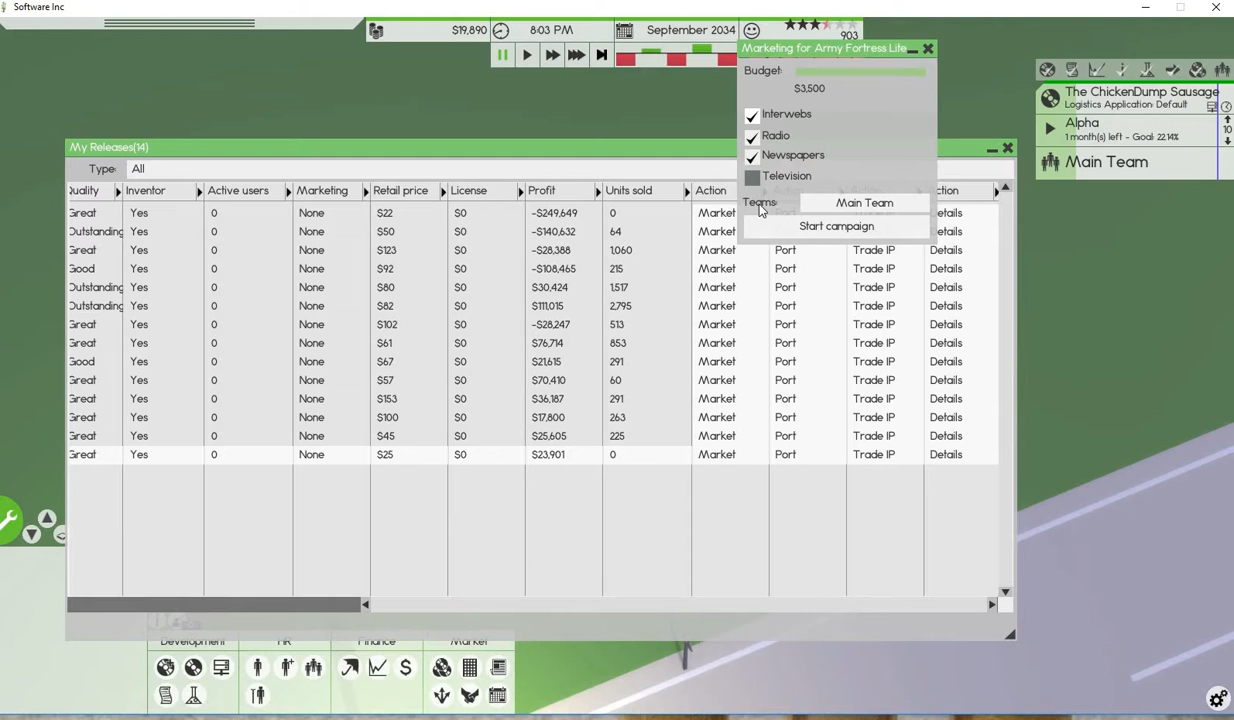 Software Inc
$19,890
8:03 PM
September 2034
903
Marketing for Army Fortress Lite
Budget:
$3,500
Interwebs
Radio
Newspapers
Television
Teams:
Main Team
Start campaign
The ChickenDump Sausage
Logistics Application: Default
Alpha
1 month(s) left - Goal: 22.14%
10
Main Team
My Releases(14)
Type: All
Quality Inventor Active users Marketing Retail price License Profit Units sold Action Action
Great Yes 0 None $22 $0 -$249,649 0 Market Details
Outstanding Yes 0 None $50 $0 -$140,632 64 Market Details
Great Yes 0 None $123 $0 -$28,388 1,060 Market Port Trade IP Details
Good Yes 0 None $92 $0 -$108,465 215 Market Port Trade IP Details
Outstanding Yes 0 None $80 $0 $30,424 1,517 Market Port Trade IP Details
Outstanding Yes 0 None $82 $0 $111,015 2,795 Market Port Trade IP Details
Great Yes 0 None $102 $0 -$28,247 513 Market Port Trade IP Details
Great Yes 0 None $61 $0 $76,714 853 Market Port Trade IP Details
Good Yes 0 None $67 $0 $21,615 291 Market Port Trade IP Details
Great Yes 0 None $57 $0 $70,410 60 Market Port Trade IP Details
Great Yes 0 None $153 $0 $36,187 291 Market Port Trade IP Details
Great Yes 0 None $100 $0 $17,800 263 Market Port Trade IP Details
Great Yes 0 None $45 $0 $25,605 225 Market Port Trade IP Details
Great Yes 0 None $25 $0 $23,901 0 Market Port Trade IP Details
Development HR Finance Market